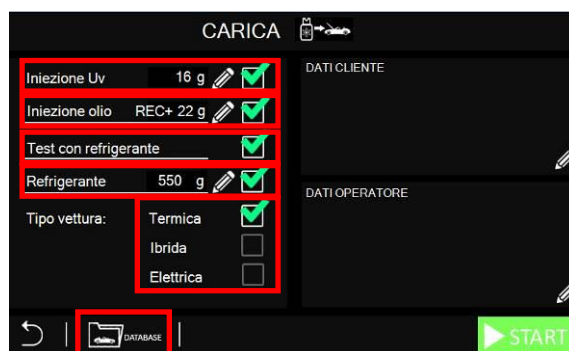 CARICA
Iniezione Uv 16 g
Iniezione olio REC+ 22 g
Test con refrigerante
Refrigerante 550 g
Tipo vettura: Termica
Ibrida
Elettrica
DATI CLIENTE
DATI OPERATORE
DATABASE
START